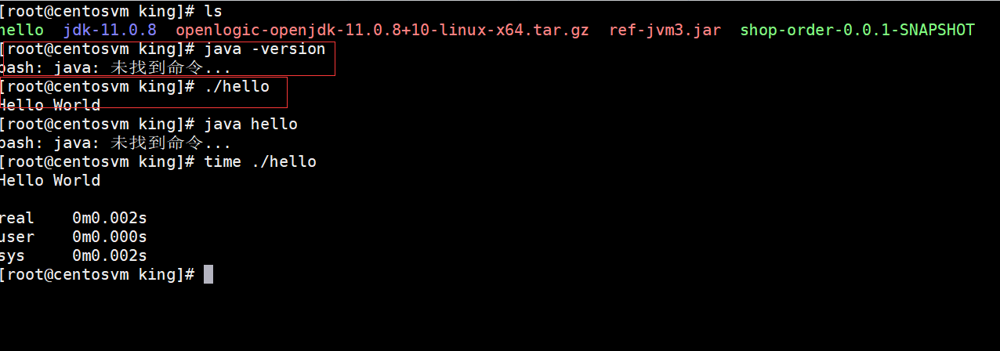 [root@centosvm king]# ls
hello  jdk-11.0.8  openlogic-openjdk-11.0.8+10-linux-x64.tar.gz  ref-jvm3.jar  shop-order-0.0.1-SNAPSHOT
[root@centosvm king]# java -version
bash: java: 未找到命令...
[root@centosvm king]# ./hello
Hello World
[root@centosvm king]# java hello
bash: java: 未找到命令...
[root@centosvm king]# time ./hello
Hello World
real    0m0.002s
user    0m0.000s
sys     0m0.002s
[root@centosvm king]#